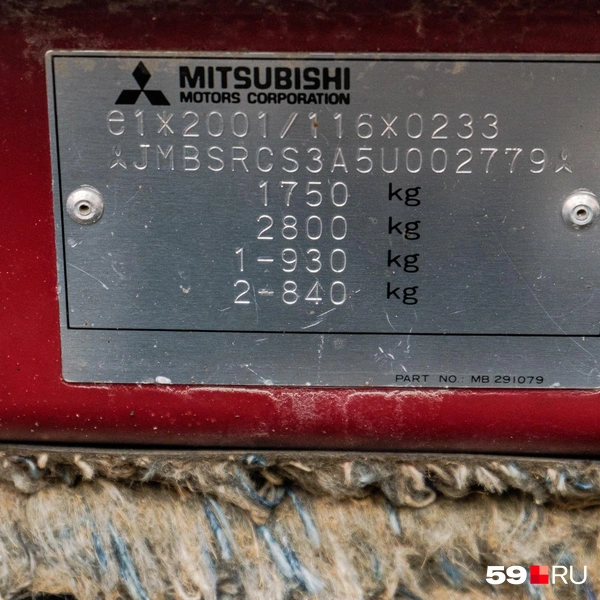 MITSUBISHI
MOTORS CORPORATION
e1*2001/116*0233
*JMBSRCS3A5U002779*
1750 kg
2800 kg
1-930 kg
2-840 kg
PART NO. MB 291079
59.RU